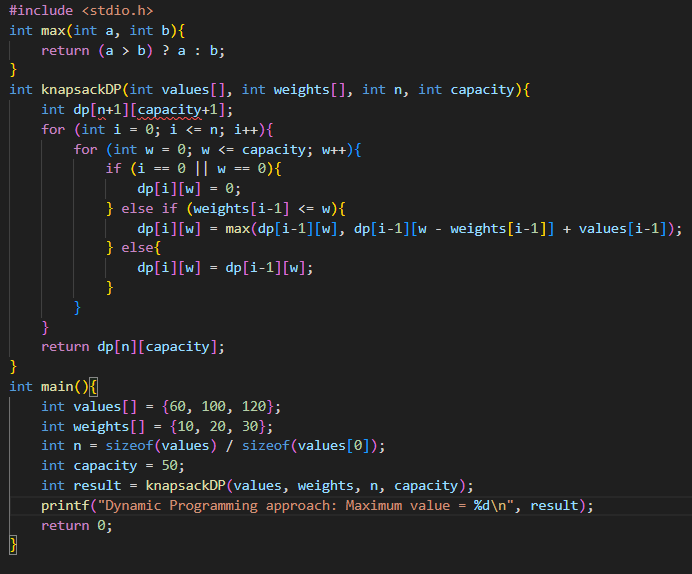 #include <stdio.h>
int max(int a, int b){
    return (a > b) ? a : b;
}
int knapsackDP(int values[], int weights[], int n, int capacity){
    int dp[n+1][capacity+1];
    for (int i = 0; i <= n; i++){
        for (int w = 0; w <= capacity; w++){
            if (i == 0 || w == 0){
                dp[i][w] = 0;
            } else if (weights[i-1] <= w){
                dp[i][w] = max(dp[i-1][w], dp[i-1][w - weights[i-1]] + values[i-1]);
            } else{
                dp[i][w] = dp[i-1][w];
            }
        }
    }
    return dp[n][capacity];
}
int main(){
    int values[] = {60, 100, 120};
    int weights[] = {10, 20, 30};
    int n = sizeof(values) / sizeof(values[0]);
    int capacity = 50;
    int result = knapsackDP(values, weights, n, capacity);
    printf("Dynamic Programming approach: Maximum value = %d\n", result);
    return 0;
}